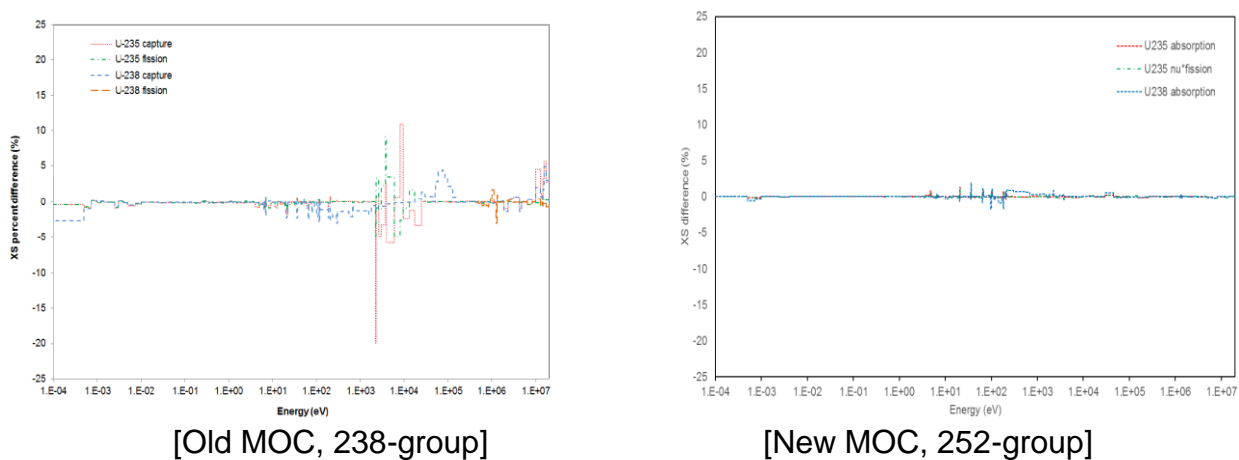 25
20
15
10
5
0
-5
-10
-15
-20
-25
XS percent difference (%)
U-235 capture
U-235 fission
U-238 capture
U-238 fission
1.E-04 1.E-03 1.E-02 1.E-01 1.E+00 1.E+01 1.E+02 1.E+03 1.E+04 1.E+05 1.E+06 1.E+07
Energy (eV)
[Old MOC, 238-group]
25
20
15
10
5
0
-5
-10
-15
-20
-25
XS difference (%)
U235 absorption
U235 nu*fission
U238 absorption
1.E-04 1.E-03 1.E-02 1.E-01 1.E+00 1.E+01 1.E+02 1.E+03 1.E+04 1.E+05 1.E+06 1.E+07
Energy (eV)
[New MOC, 252-group]